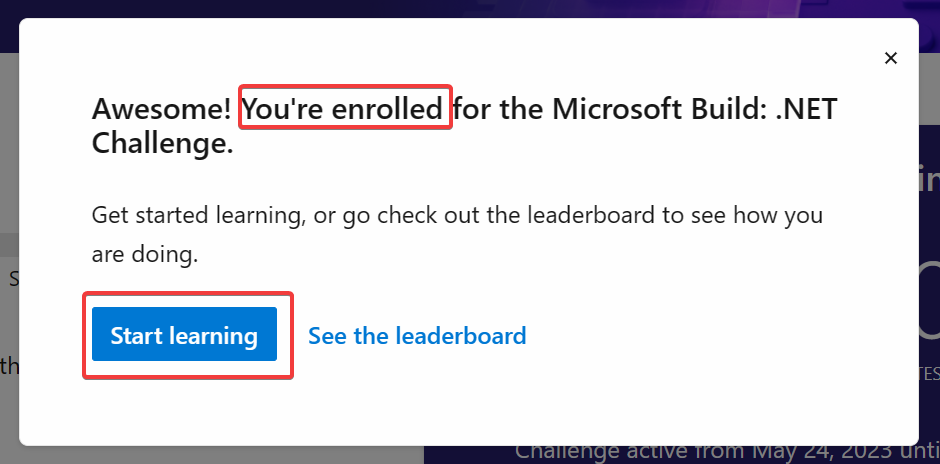 Awesome! You're enrolled for the Microsoft Build: .NET
Challenge.
Get started learning, or go check out the leaderboard to see how you
are doing.
Start learning
See the leaderboard
Challenge active from May 24, 2023 until